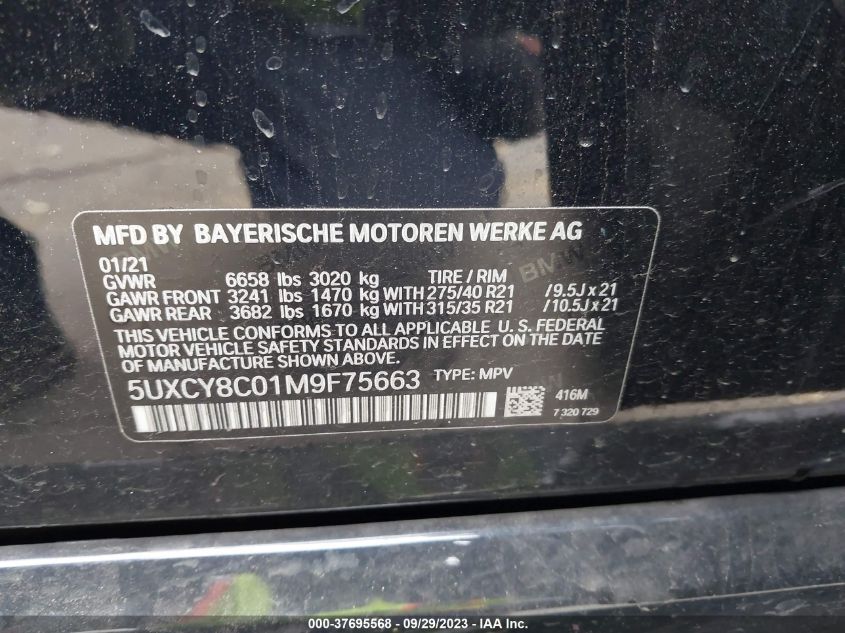 MFD BY BAYERISCHE MOTOREN WERKE AG
01/21
GVWR 6658 lbs 3020 kg TIRE / RIM
GAWR FRONT 3241 lbs 1470 kg WITH 275/40 R21 / 9.5J x 21
GAWR REAR 3682 lbs 1670 kg WITH 315/35 R21 / 10.5J x 21
THIS VEHICLE CONFORMS TO ALL APPLICABLE U. S. FEDERAL
MOTOR VEHICLE SAFETY STANDARDS IN EFFECT ON THE DATE
OF MANUFACTURE SHOWN ABOVE.
5UXCY8C01M9F75663 TYPE: MPV
416M
7 320 729
BMW
000-37695568 - 09/29/2023 - IAA Inc.